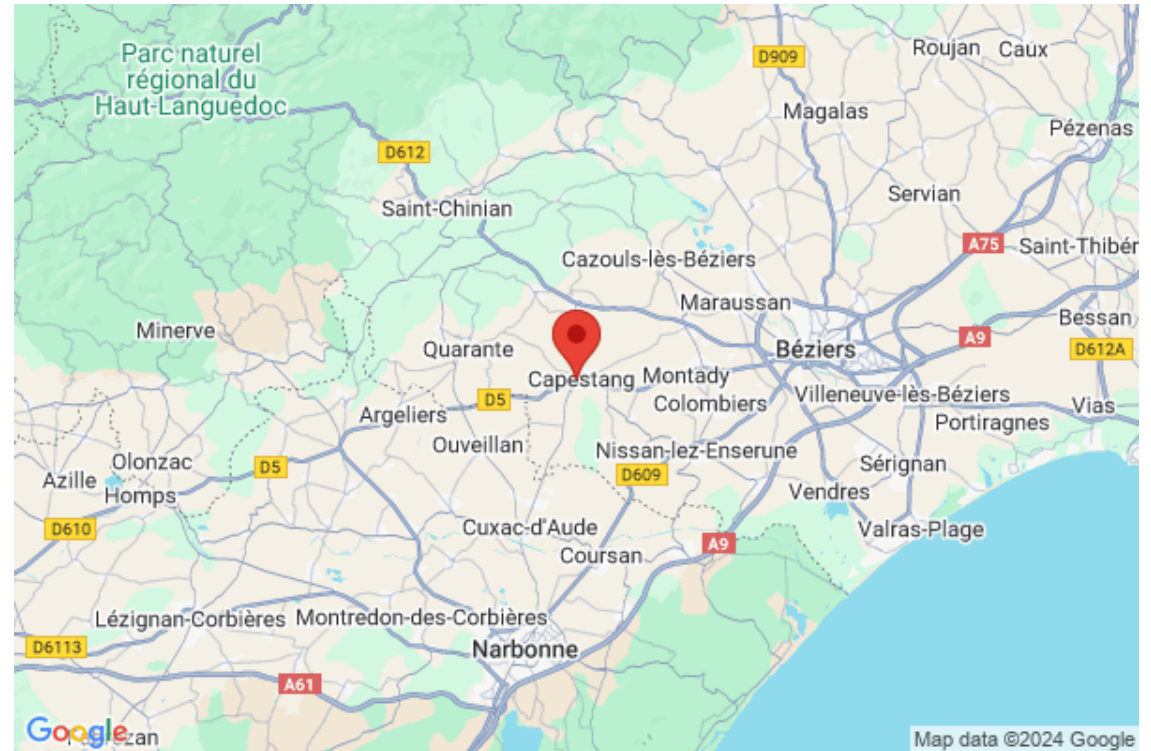 Parc naturel
régional du
Haut-Languedoc
D909
Roujan
Caux
Magalas
Pézenas
D612
Servian
Saint-Chinian
A75
Saint-Thibér
Cazouls-lès-Béziers
Maraussan
Bessan
Minerve
A9
Quarante
Béziers
D612A
Capestang
Montady
Villeneuve-lès-Béziers
D5
Colombiers
Vias
Argeliers
Portiragnes
Ouveillan
Nissan-lez-Enserune
Olonzac
D5
Sérignan
Azille
D609
Homps
Vendres
D610
Cuxac-d'Aude
Valras-Plage
Coursan
A9
Lézignan-Corbières
Montredon-des-Corbières
D6113
Narbonne
A61
Google
Map data ©2024 Google